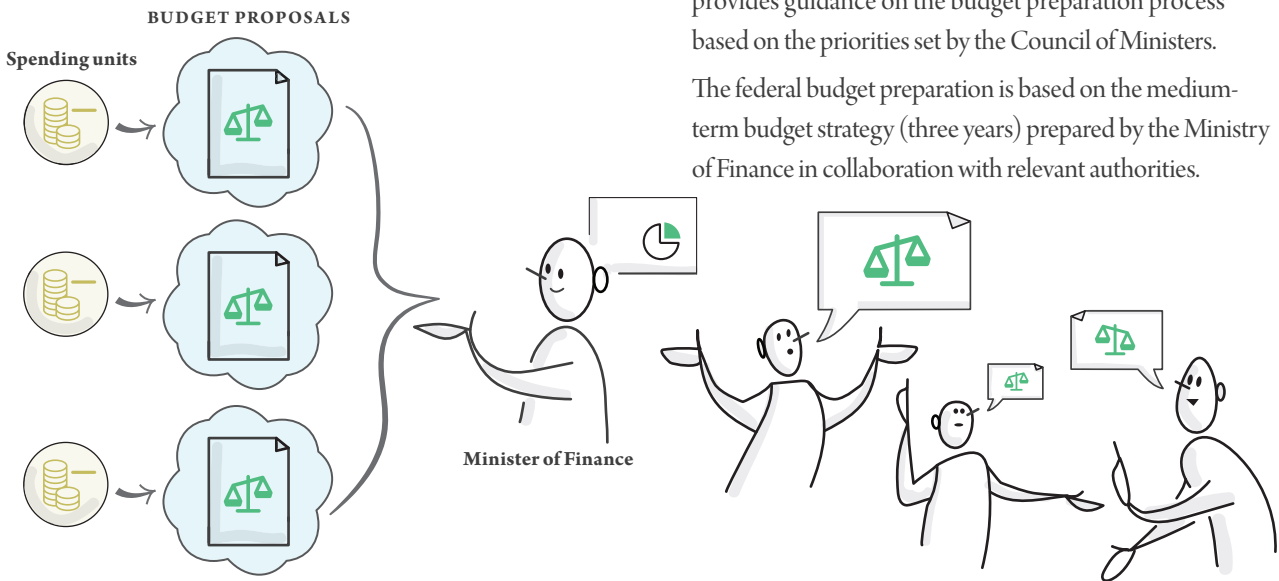 BUDGET PROPOSALS
Spending units
provides guidance on the budget preparation process
based on the priorities set by the Council of Ministers.
The federal budget preparation is based on the medium-
term budget strategy (three years) prepared by the Ministry
of Finance in collaboration with relevant authorities.
Minister of Finance